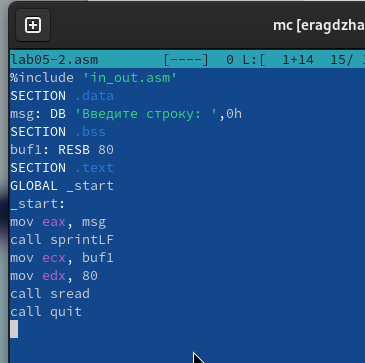 mc [eragdzha
lab05-2.asm [----] 0 L:[ 1+14 15/
%include 'in_out.asm'
SECTION .data
msg: DB 'Введите строку: ',0h
SECTION .bss
buf1: RESB 80
SECTION .text
GLOBAL _start
_start:
mov eax, msg
call sprintLF
mov ecx, buf1
mov edx, 80
call sread
call quit